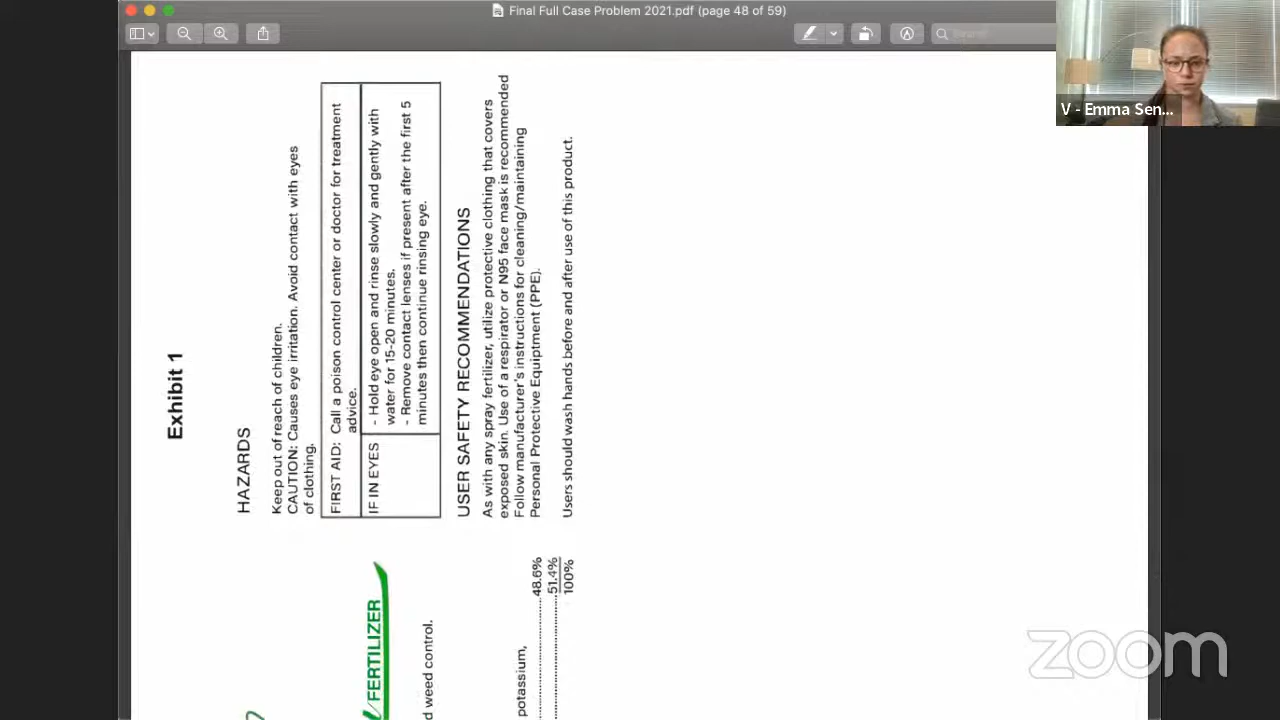 Final Full Case Problem 2021.pdf (page 48 of 59)
Search
V - Emma Sen...
Exhibit 1
HAZARDS
Keep out of reach of children.
CAUTION: Causes eye irritation. Avoid contact with eyes
of clothing.
FIRST AID: Call a poison control center or doctor for treatment
advice.
IF IN EYES
- Hold eye open and rinse slowly and gently with
water for 15-20 minutes.
- Remove contact lenses if present after the first 5
minutes then continue rinsing eye.
USER SAFETY RECOMMENDATIONS
As with any spray fertilizer, utilize protective clothing that covers
exposed skin. Use of a respirator or N95 face mask is recommended
Follow manufacturer's instructions for cleaning/maintaining
Personal Protective Equiptment (PPE).
Users should wash hands before and after use of this product.
FERTILIZER
d weed control.
potassium,
48.6%
51.4%
100%
zoom